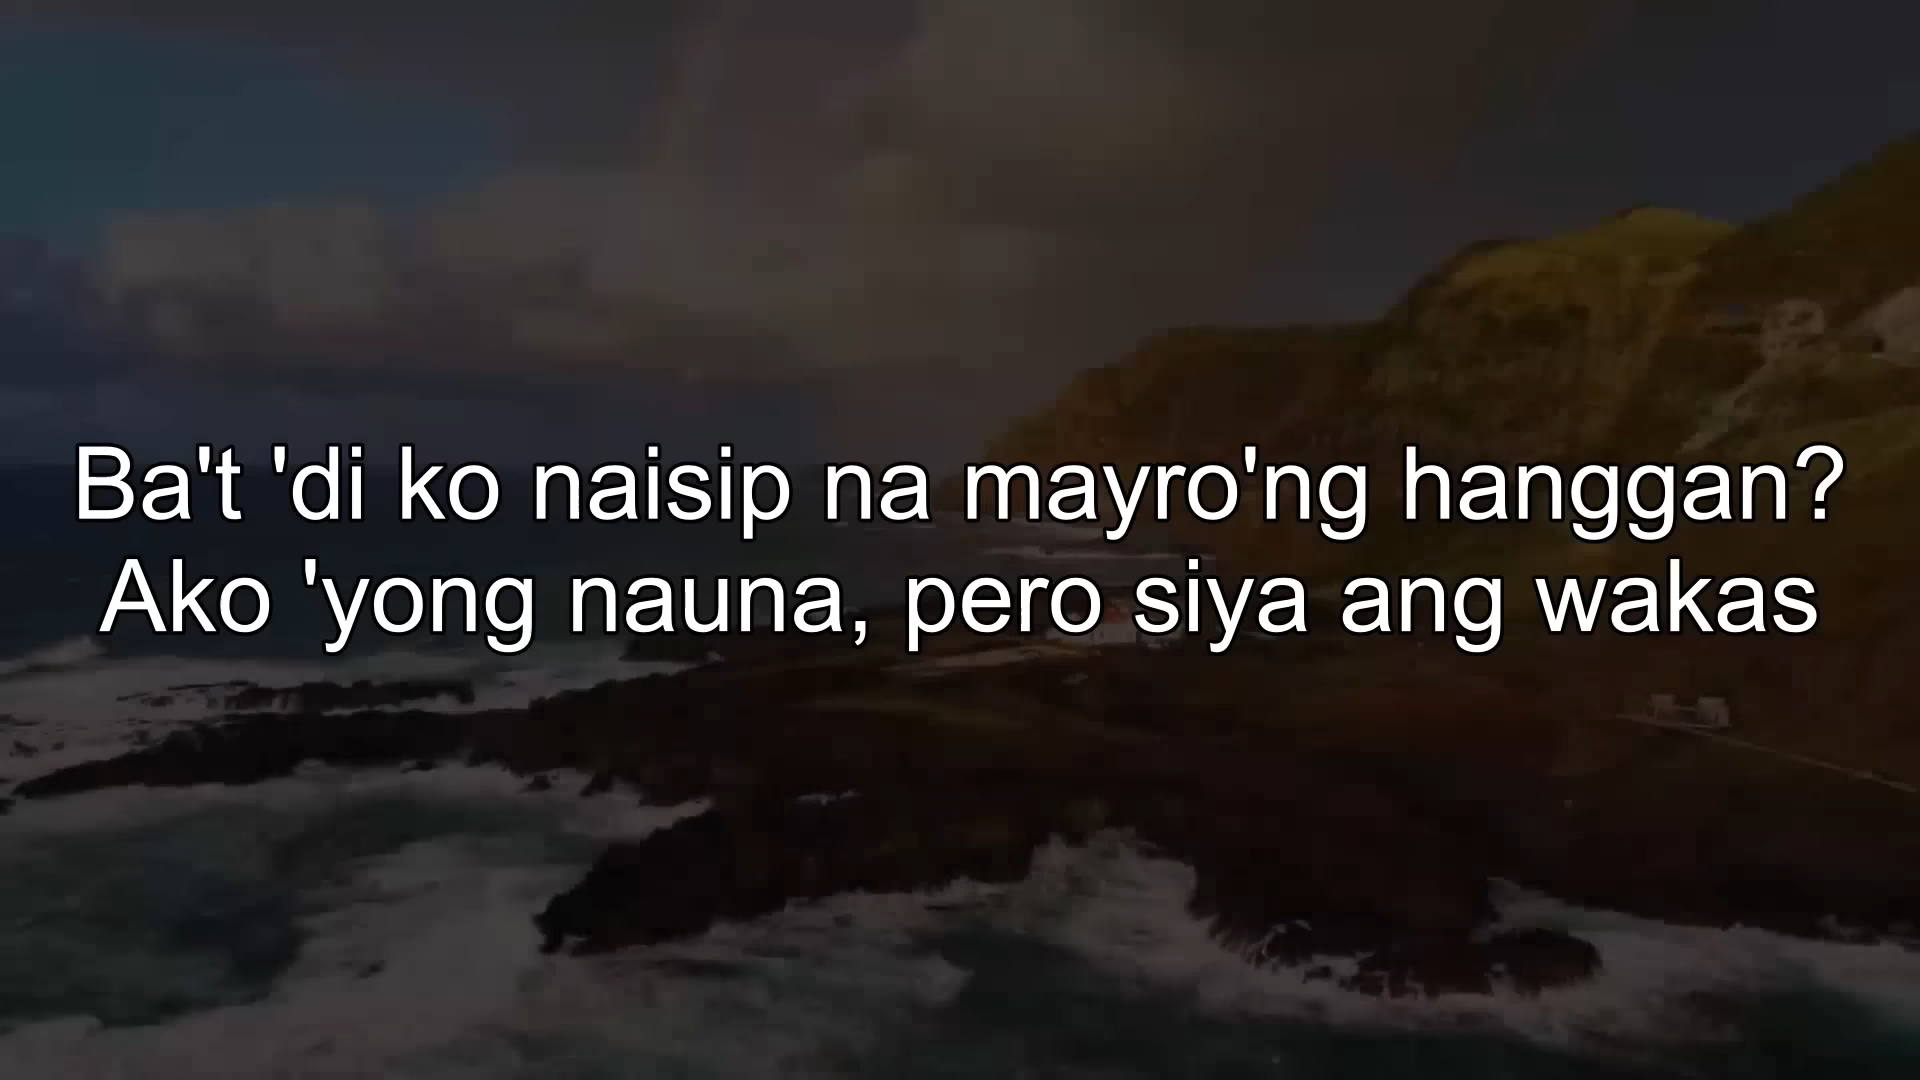 Ba't 'di ko naisip na mayro'ng hanggan?
Ako 'yong nauna, pero siya ang wakas